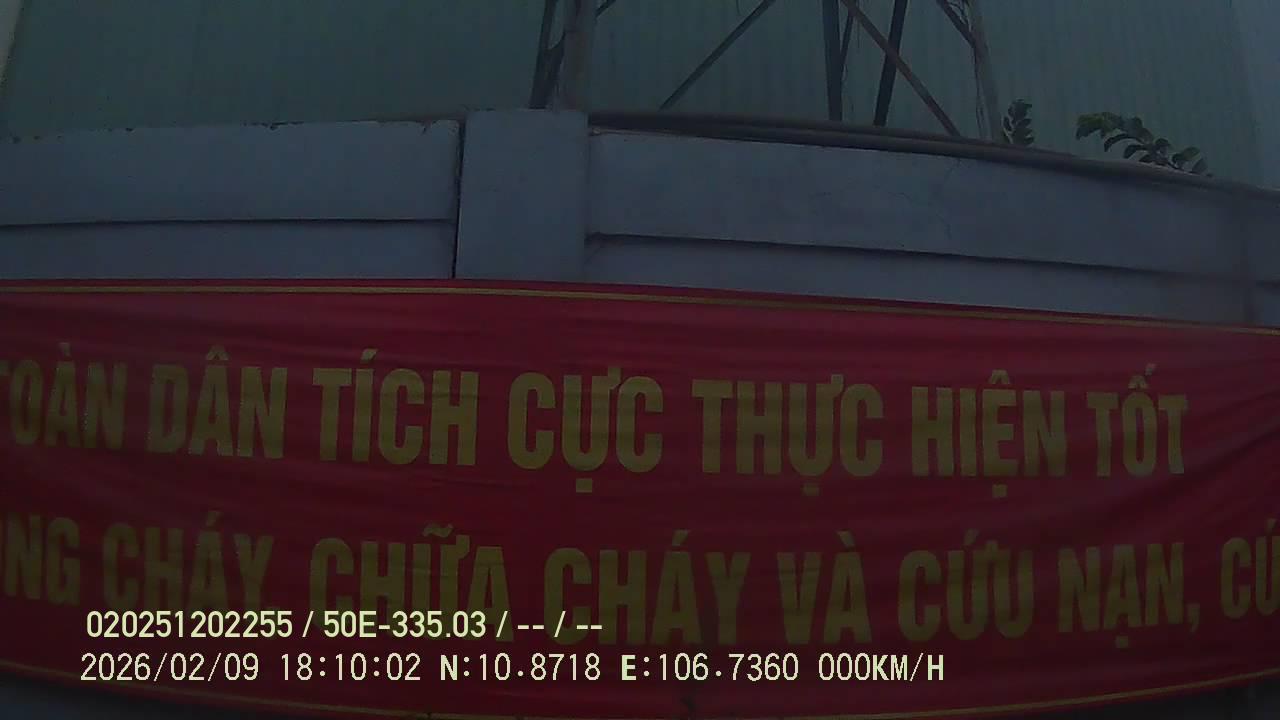 TOÀN DÂN TÍCH CỰC THỰC HIỆN TỐT
CHÁY, CHỮA CHÁY VÀ CỨU NẠN,
020251202255 / 50E-335.03 / -- / --
2026/02/09 18:10:02 N:10.8718 E:106.7360 000KM/H